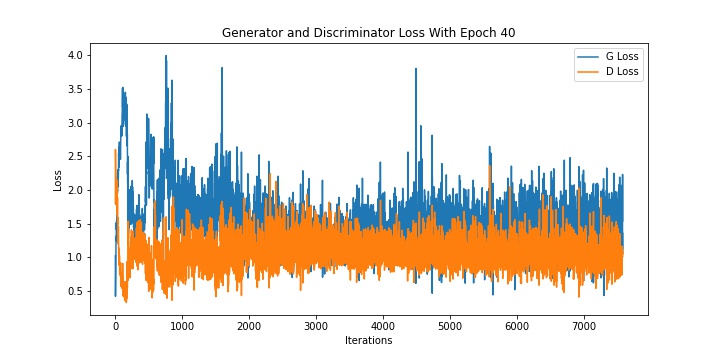 Generator and Discriminator Loss With Epoch 40
G Loss
D Loss
Loss
4.0
3.5
3.0
2.5
2.0
1.5
1.0
0.5
0 1000 2000 3000 4000 5000 6000 7000
Iterations